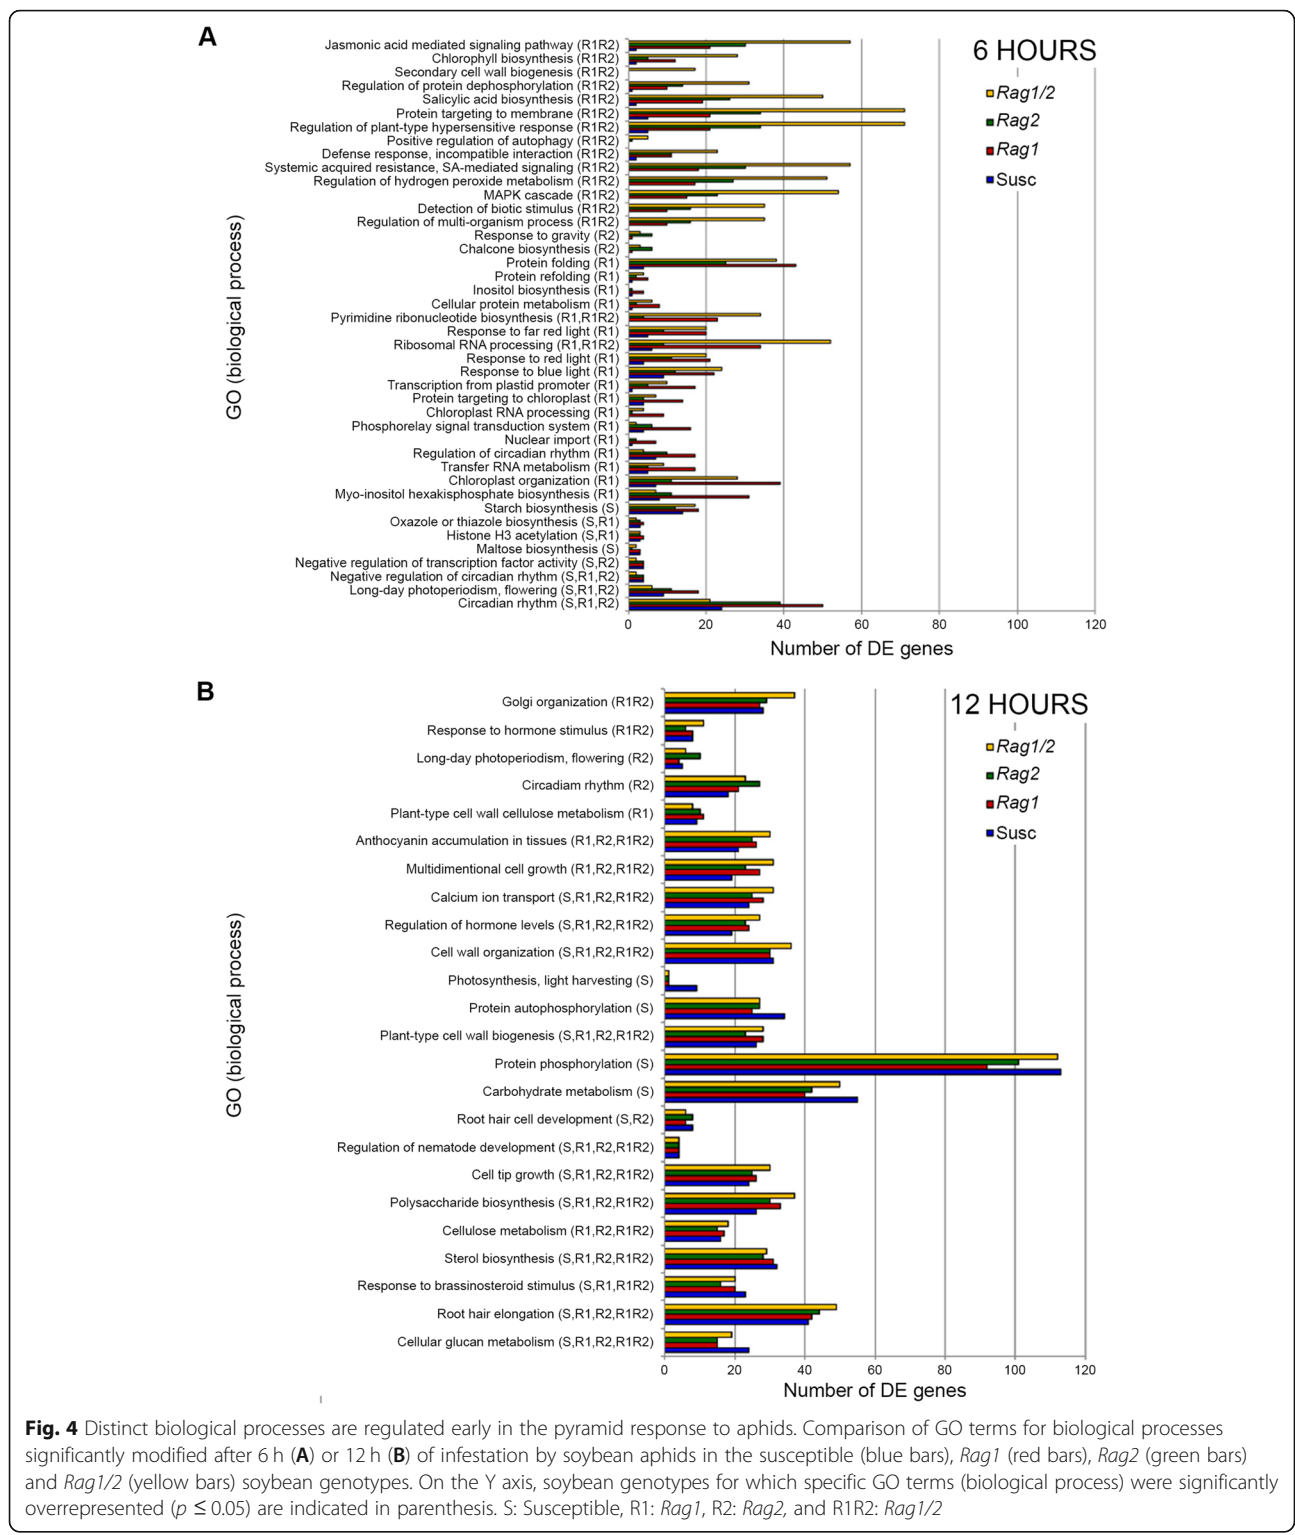 A
6 HOURS
Jasmonic acid mediated signaling pathway (R1R2)
Chlorophyll biosynthesis (R1R2)
Secondary cell wall biogenesis (R1R2)
Regulation of protein dephosphorylation (R1R2)
Salicylic acid biosynthesis (R1R2)
Protein targeting to membrane (R1R2)
Regulation of plant-type hypersensitive response (R1R2)
Positive regulation of autophagy (R1R2)
Defense response, incompatible interaction (R1R2)
Systemic acquired resistance, SA-mediated signaling (R1R2)
Regulation of hydrogen peroxide metabolism (R1R2)
MAPK cascade (R1R2)
Detection of biotic stimulus (R1R2)
Regulation of multi-organism process (R1R2)
Response to gravity (R2)
Chalcone biosynthesis (R2)
Protein folding (R1)
Protein refolding (R1)
Inositol biosynthesis (R1)
Cellular protein metabolism (R1)
Pyrimidine ribonucleotide biosynthesis (R1,R1R2)
Response to far red light (R1)
Ribosomal RNA processing (R1,R1R2)
Response to red light (R1)
Response to blue light (R1)
Transcription from plastid promoter (R1)
Protein targeting to chloroplast (R1)
Chloroplast RNA processing (R1)
Phosphorelay signal transduction system (R1)
Nuclear import (R1)
Regulation of circadian rhythm (R1)
Transfer RNA metabolism (R1)
Chloroplast organization (R1)
Myo-inositol hexakisphosphate biosynthesis (R1)
Starch biosynthesis (S)
Oxazole or thiazole biosynthesis (S,R1)
Histone H3 acetylation (S,R1)
Maltose biosynthesis (S)
Negative regulation of transcription factor activity (S,R2)
Negative regulation of circadian rhythm (S,R1,R2)
Long-day photoperiodism, flowering (S,R1,R2)
Circadian rhythm (S,R1,R2)
GO (biological process)
Rag1/2
Rag2
Rag1
Susc
0 20 40 60 80 100 120
Number of DE genes
B
12 HOURS
Golgi organization (R1R2)
Response to hormone stimulus (R1R2)
Long-day photoperiodism, flowering (R2)
Circadiam rhythm (R2)
Plant-type cell wall cellulose metabolism (R1)
Anthocyanin accumulation in tissues (R1,R2,R1R2)
Multidimentional cell growth (R1,R2,R1R2)
Calcium ion transport (S,R1,R2,R1R2)
Regulation of hormone levels (S,R1,R2,R1R2)
Cell wall organization (S,R1,R2,R1R2)
Photosynthesis, light harvesting (S)
Protein autophosphorylation (S)
Plant-type cell wall biogenesis (S,R1,R2,R1R2)
Protein phosphorylation (S)
Carbohydrate metabolism (S)
Root hair cell development (S,R2)
Regulation of nematode development (S,R1,R2,R1R2)
Cell tip growth (S,R1,R2,R1R2)
Polysaccharide biosynthesis (S,R1,R2,R1R2)
Cellulose metabolism (R1,R2,R1R2)
Sterol biosynthesis (S,R1,R2,R1R2)
Response to brassinosteroid stimulus (S,R1,R1R2)
Root hair elongation (S,R1,R2,R1R2)
Cellular glucan metabolism (S,R1,R2,R1R2)
GO (biological process)
Rag1/2
Rag2
Rag1
Susc
0 20 40 60 80 100 120
Number of DE genes
Fig. 4 Distinct biological processes are regulated early in the pyramid response to aphids. Comparison of GO terms for biological processes
significantly modified after 6 h (A) or 12 h (B) of infestation by soybean aphids in the susceptible (blue bars), Rag1 (red bars), Rag2 (green bars)
and Rag1/2 (yellow bars) soybean genotypes. On the Y axis, soybean genotypes for which specific GO terms (biological process) were significantly
overrepresented (p ≤ 0.05) are indicated in parenthesis. S: Susceptible, R1: Rag1, R2: Rag2, and R1R2: Rag1/2